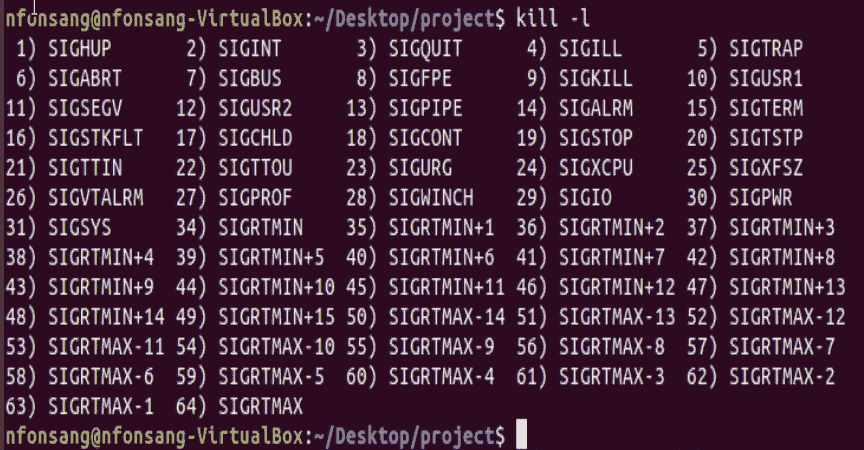 nfonsang@nfonsang-VirtualBox:~/Desktop/project$ kill -l
 1) SIGHUP	 2) SIGINT	 3) SIGQUIT	 4) SIGILL	 5) SIGTRAP
 6) SIGABRT	 7) SIGBUS	 8) SIGFPE	 9) SIGKILL	10) SIGUSR1
11) SIGSEGV	12) SIGUSR2	13) SIGPIPE	14) SIGALRM	15) SIGTERM
16) SIGSTKFLT	17) SIGCHLD	18) SIGCONT	19) SIGSTOP	20) SIGTSTP
21) SIGTTIN	22) SIGTTOU	23) SIGURG	24) SIGXCPU	25) SIGXFSZ
26) SIGVTALRM	27) SIGPROF	28) SIGWINCH	29) SIGIO	30) SIGPWR
31) SIGSYS	34) SIGRTMIN	35) SIGRTMIN+1	36) SIGRTMIN+2	37) SIGRTMIN+3
38) SIGRTMIN+4	39) SIGRTMIN+5	40) SIGRTMIN+6	41) SIGRTMIN+7	42) SIGRTMIN+8
43) SIGRTMIN+9	44) SIGRTMIN+10	45) SIGRTMIN+11	46) SIGRTMIN+12	47) SIGRTMIN+13
48) SIGRTMIN+14	49) SIGRTMIN+15	50) SIGRTMAX-14	51) SIGRTMAX-13	52) SIGRTMAX-12
53) SIGRTMAX-11	54) SIGRTMAX-10	55) SIGRTMAX-9	56) SIGRTMAX-8	57) SIGRTMAX-7
58) SIGRTMAX-6	59) SIGRTMAX-5	60) SIGRTMAX-4	61) SIGRTMAX-3	62) SIGRTMAX-2
63) SIGRTMAX-1	64) SIGRTMAX
nfonsang@nfonsang-VirtualBox:~/Desktop/project$